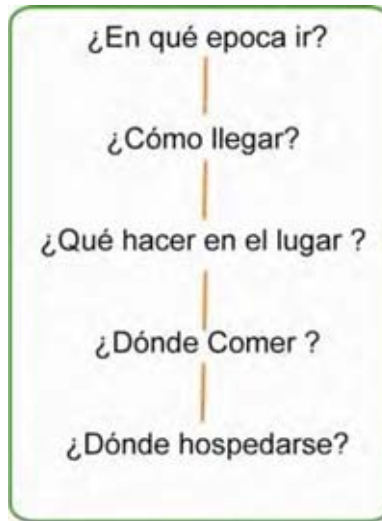 ¿En qué epoca ir?
¿Cómo llegar?
¿Qué hacer en el lugar ?
¿Dónde Comer ?
¿Dónde hospedarse?